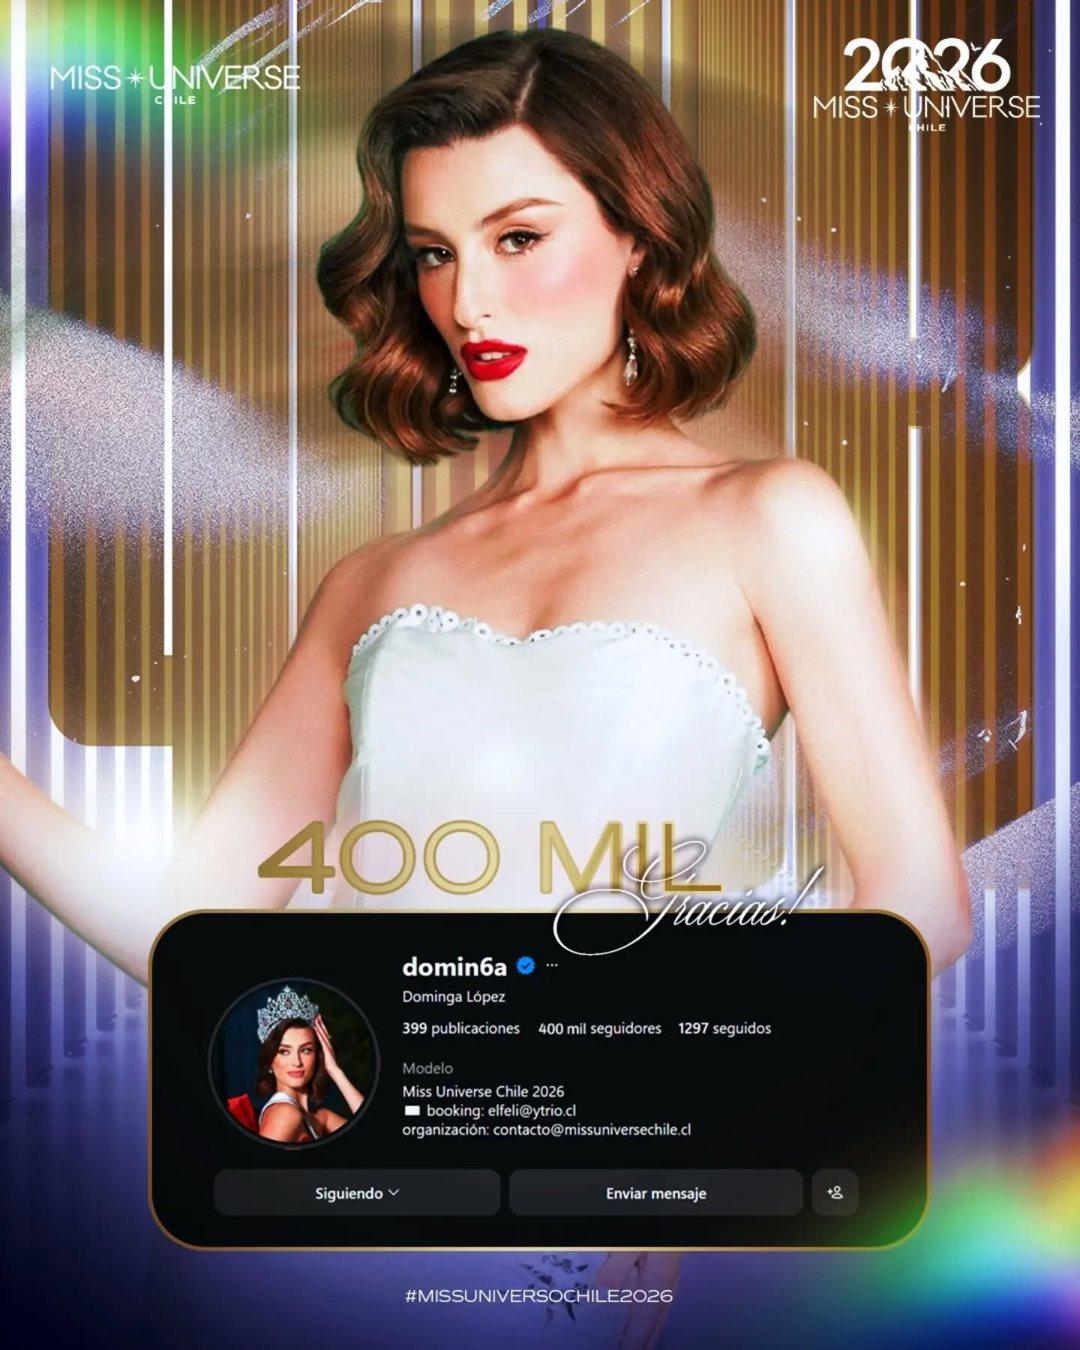 MISS UNIVERSE
CHILE
2026
MISS UNIVERSE
CHILE
400 MIL
Gracias!
domin6a ...
Dominga López
399 publicaciones 400 mil seguidores 1297 seguidos
Modelo
Miss Universe Chile 2026
booking: elfeli@ytrio.cl
organización: contacto@missuniversechile.cl
Siguiendo
Enviar mensaje
#MISSUNIVERSOCHILE2026